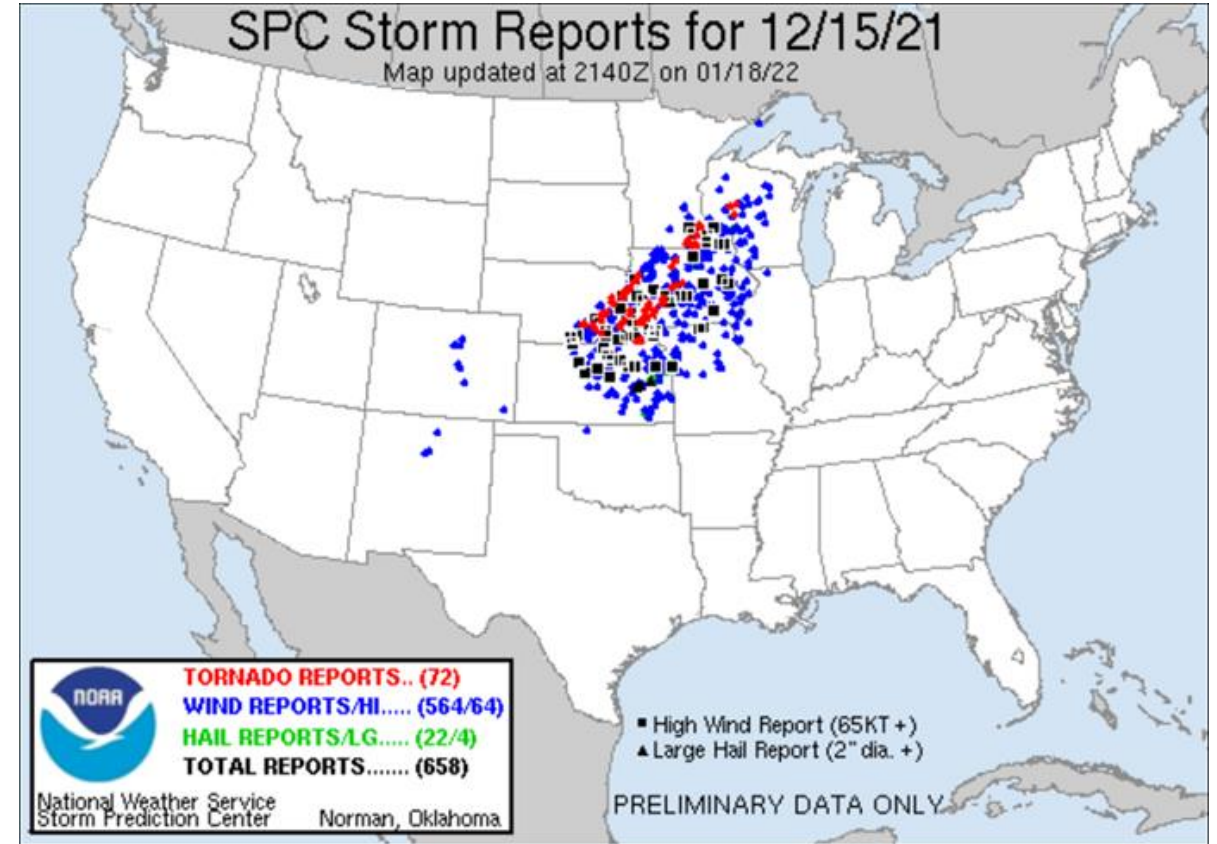 SPC Storm Reports for 12/15/21
Map updated at 2140Z on 01/18/22
NOAA
TORNADO REPORTS.. (72)
WIND REPORTS/HI..... (564/64)
HAIL REPORTS/LG..... (22/4)
TOTAL REPORTS....... (658)
National Weather Service
Storm Prediction Center Norman, Oklahoma
High Wind Report (65KT +)
Large Hail Report (2" dia. +)
PRELIMINARY DATA ONLY